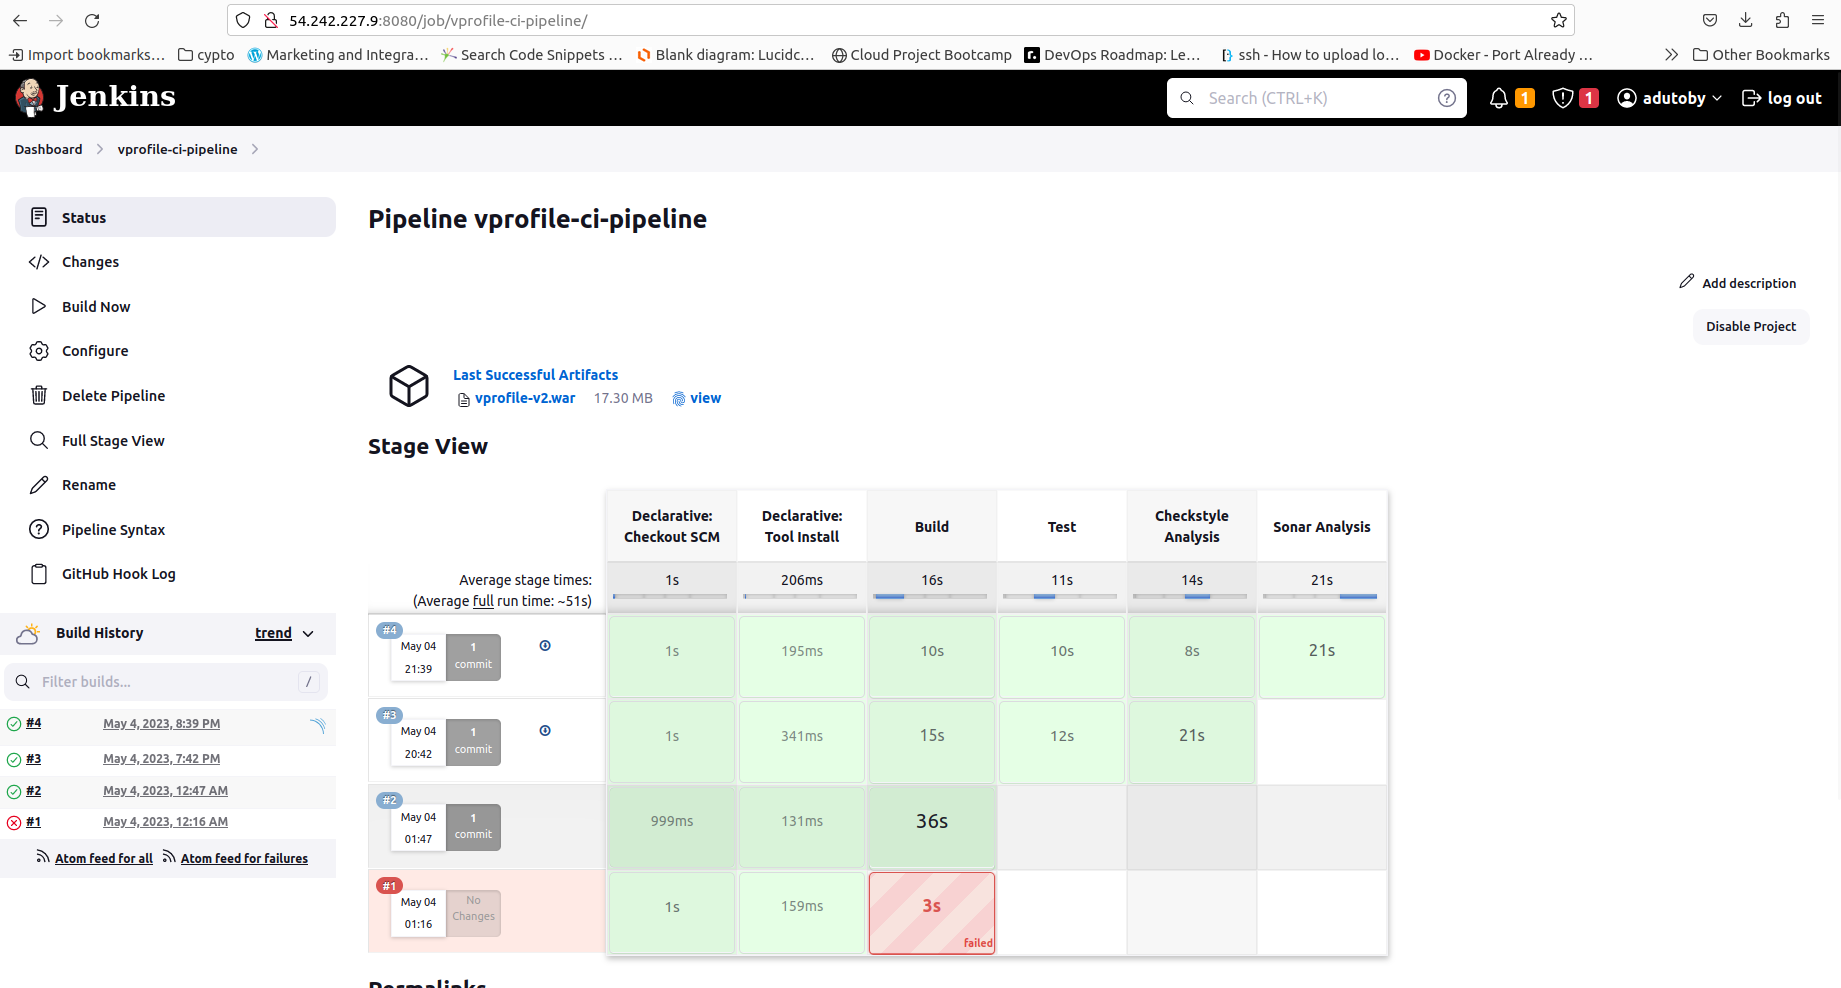 54.242.227.9:8080/job/vprofile-ci-pipeline/
Import bookmarks... cypto Marketing and Integra... Search Code Snippets ... Blank diagram: Lucidc... Cloud Project Bootcamp DevOps Roadmap: Le... ssh - How to upload lo... Docker - Port Already ... Other Bookmarks
Jenkins Search (CTRL+K) 1 1 adutoby log out
Dashboard vprofile-ci-pipeline
Status
Changes
Build Now
Configure
Delete Pipeline
Full Stage View
Rename
Pipeline Syntax
GitHub Hook Log
Build History trend
Filter builds... /
#4 May 4, 2023, 8:39 PM
#3 May 4, 2023, 7:42 PM
#2 May 4, 2023, 12:47 AM
#1 May 4, 2023, 12:16 AM
Atom feed for all Atom feed for failures
Pipeline vprofile-ci-pipeline
Add description
Disable Project
Last Successful Artifacts
vprofile-v2.war 17.30 MB view
Stage View
Declarative: Checkout SCM Declarative: Tool Install Build Test Checkstyle Analysis Sonar Analysis
Average stage times: 1s 206ms 16s 11s 14s 21s
(Average full run time: ~51s)
#4
May 04 21:39 1 commit 1s 195ms 10s 10s 8s 21s
#3
May 04 20:42 1 commit 1s 341ms 15s 12s 21s
#2
May 04 01:47 1 commit 999ms 131ms 36s
#1
May 04 01:16 No Changes 1s 159ms 3s
failed
Permalinks